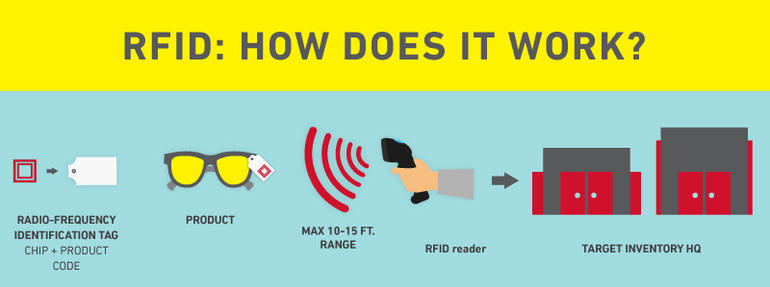 RFID: HOW DOES IT WORK?
RADIO-FREQUENCY
IDENTIFICATION TAG
CHIP + PRODUCT
CODE
PRODUCT
MAX 10-15 FT.
RANGE
RFID reader
TARGET INVENTORY HQ